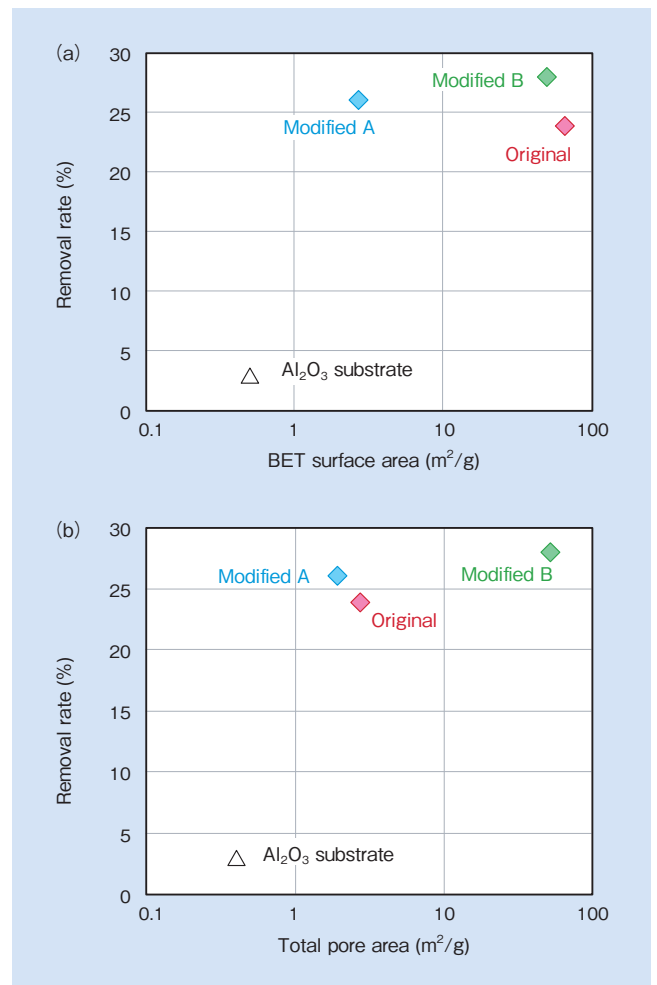 (a)
30
25
20
15
10
5
0
Removal rate (%)
Modified B
Modified A
Original
Al₂O₃ substrate
0.1 1 10 100
BET surface area (m²/g)
(b)
30
25
20
15
10
5
0
Removal rate (%)
Modified A
Modified B
Original
Al₂O₃ substrate
0.1 1 10 100
Total pore area (m²/g)